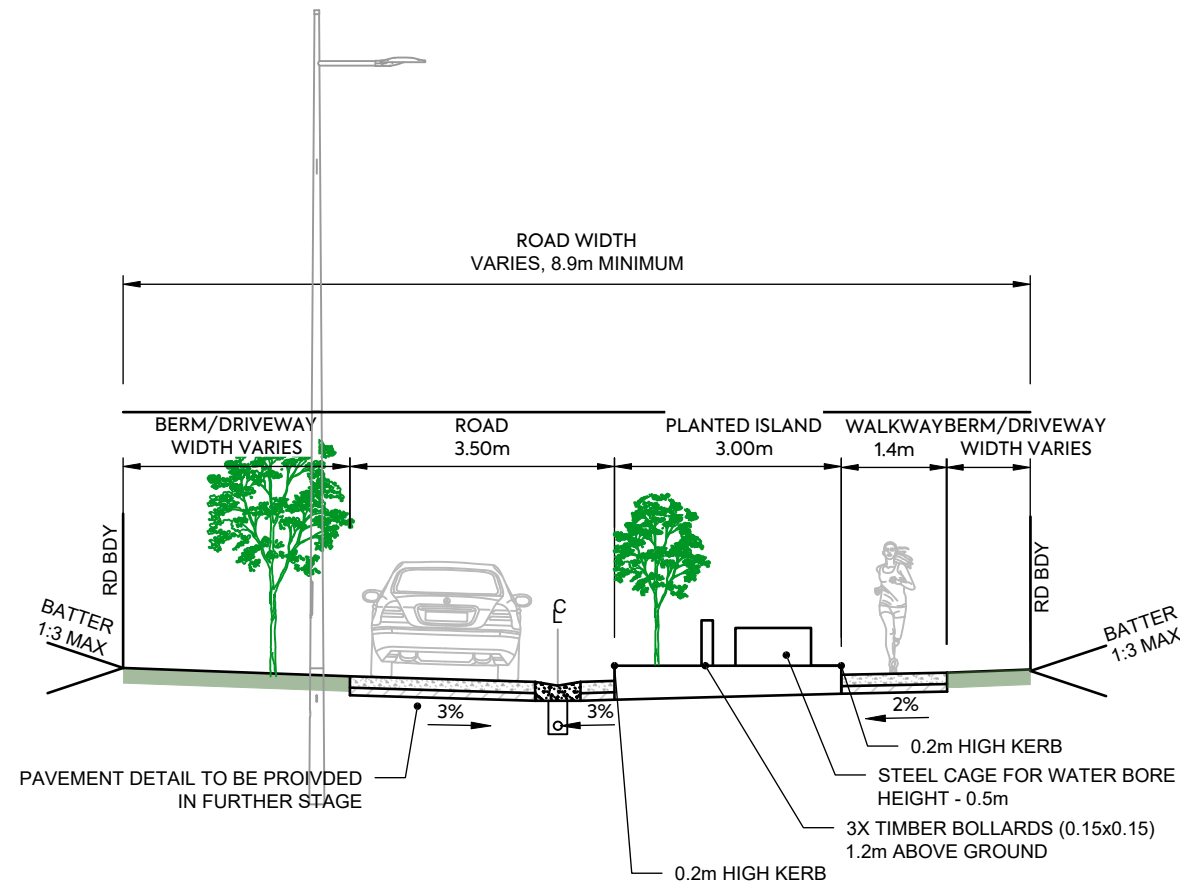 ROAD WIDTH
VARIES, 8.9m MINIMUM
BERM/DRIVEWAY
WIDTH VARIES
ROAD
3.50m
PLANTED ISLAND
3.00m
WALKWAY
1.4m
BERM/DRIVEWAY
WIDTH VARIES
RD BDY
BATTER
1:3 MAX
CL
RD BDY
BATTER
1:3 MAX
3%
3%
2%
PAVEMENT DETAIL TO BE PROIVDED
IN FURTHER STAGE
0.2m HIGH KERB
STEEL CAGE FOR WATER BORE
HEIGHT - 0.5m
3X TIMBER BOLLARDS (0.15x0.15)
1.2m ABOVE GROUND
0.2m HIGH KERB